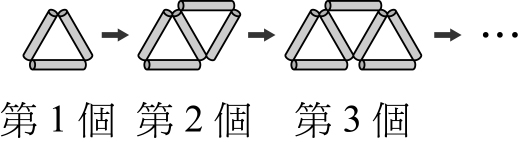 第 1 個 第 2 個 第 3 個